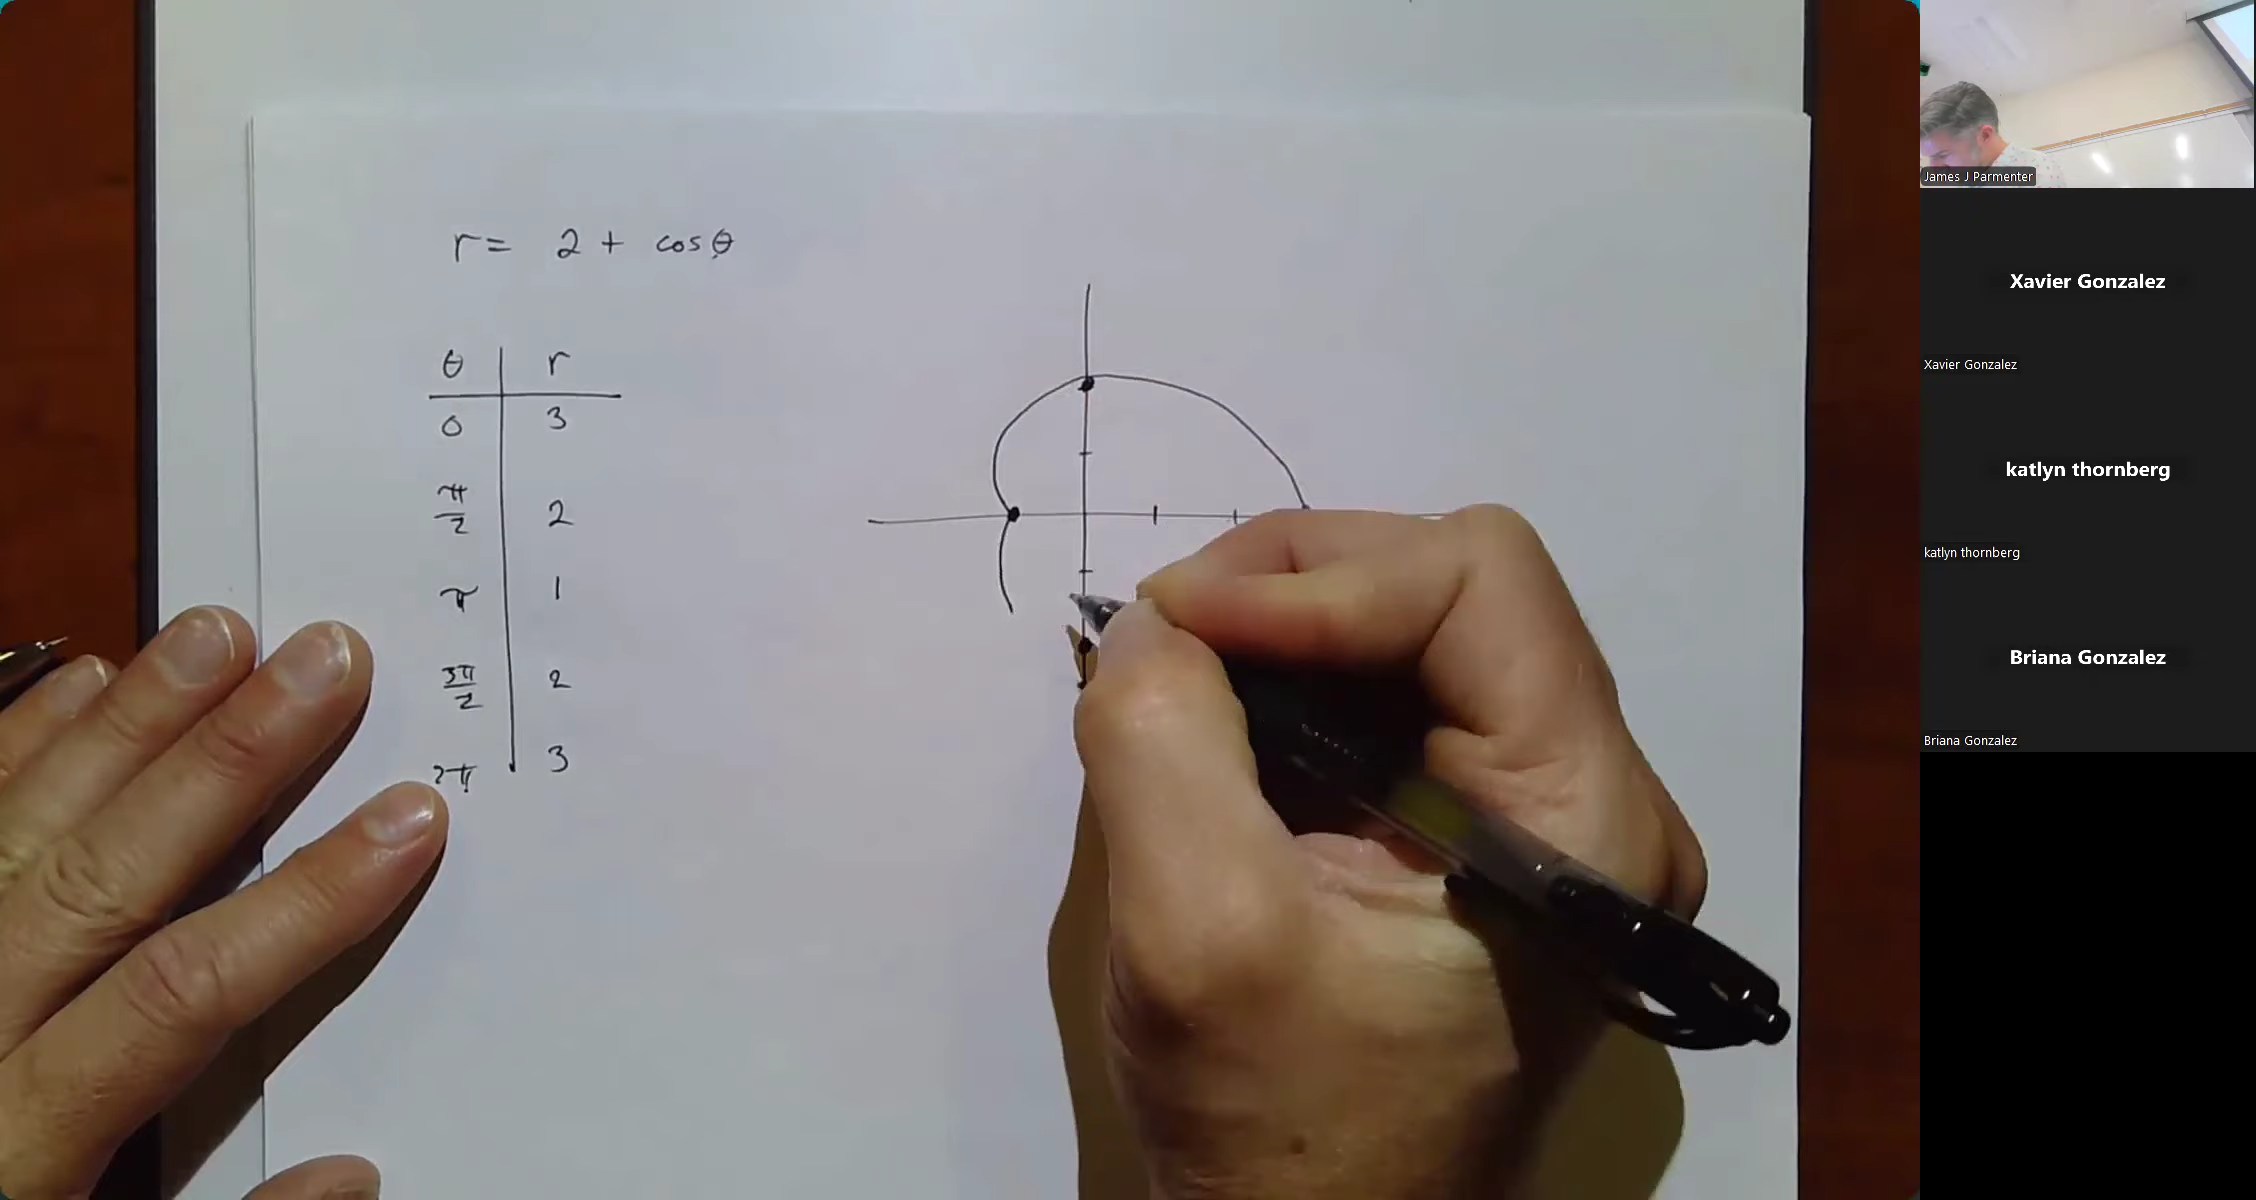 r = 2 + cos θ
θ r
0 3
π/2 2
π 1
3π/2 2
2π 3
James J Parmenter
Xavier Gonzalez
Xavier Gonzalez
katlyn thornberg
katlyn thornberg
Briana Gonzalez
Briana Gonzalez